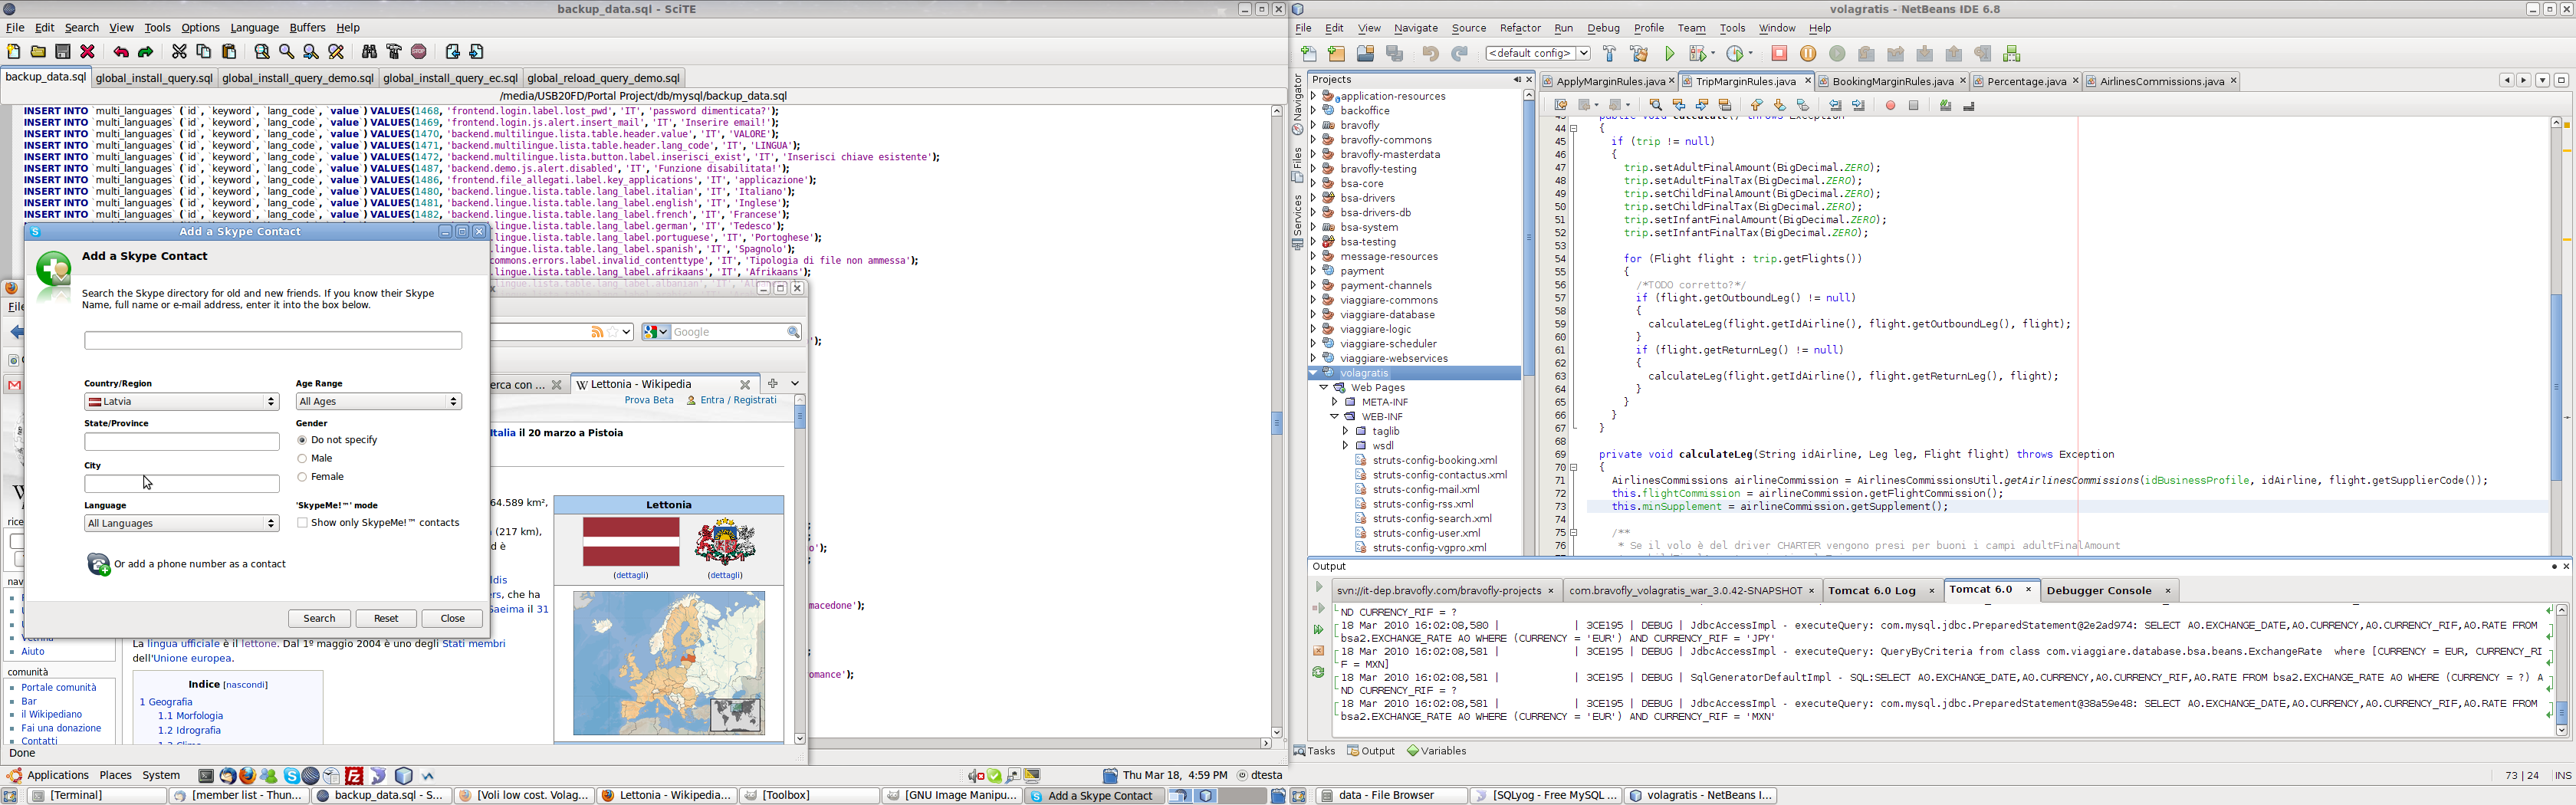 backup_data.sql - SciTE
File Edit Search View Tools Options Language Buffers Help
backup_data.sql global_install_query.sql global_install_query_demo.sql global_install_query_ec.sql global_reload_query_demo.sql
/media/USB20FD/Portal Project/db/mysql/backup_data.sql
INSERT INTO `multi_languages` (`id`, `keyword`, `lang_code`, `value`) VALUES(1468, 'frontend.login.label.lost_pwd', 'IT', 'password dimenticata?');
INSERT INTO `multi_languages` (`id`, `keyword`, `lang_code`, `value`) VALUES(1469, 'frontend.login.js.alert.insert_mail', 'IT', 'Inserire email!');
INSERT INTO `multi_languages` (`id`, `keyword`, `lang_code`, `value`) VALUES(1470, 'backend.multilingue.lista.table.header.value', 'IT', 'VALORE');
INSERT INTO `multi_languages` (`id`, `keyword`, `lang_code`, `value`) VALUES(1471, 'backend.multilingue.lista.table.header.lang_code', 'IT', 'LINGUA');
INSERT INTO `multi_languages` (`id`, `keyword`, `lang_code`, `value`) VALUES(1472, 'backend.multilingue.lista.button.label.inserisci_exist', 'IT', 'Inserisci chiave esistente');
INSERT INTO `multi_languages` (`id`, `keyword`, `lang_code`, `value`) VALUES(1487, 'backend.demo.js.alert.disabled', 'IT', 'Funzione disabilitata!');
INSERT INTO `multi_languages` (`id`, `keyword`, `lang_code`, `value`) VALUES(1486, 'frontend.file_allegati.label.key_applications', 'IT', 'applicazione');
INSERT INTO `multi_languages` (`id`, `keyword`, `lang_code`, `value`) VALUES(1480, 'backend.lingue.lista.table.lang_label.italian', 'IT', 'Italiano');
INSERT INTO `multi_languages` (`id`, `keyword`, `lang_code`, `value`) VALUES(1481, 'backend.lingue.lista.table.lang_label.english', 'IT', 'Inglese');
INSERT INTO `multi_languages` (`id`, `keyword`, `lang_code`, `value`) VALUES(1482, 'backend.lingue.lista.table.lang_label.french', 'IT', 'Francese');
lingue.lista.table.lang_label.german', 'IT', 'Tedesco');
lingue.lista.table.lang_label.portuguese', 'IT', 'Portoghese');
lingue.lista.table.lang_label.spanish', 'IT', 'Spagnolo');
commons.errors.label.invalid_contenttype', 'IT', 'Tipologia di file non ammessa');
lingue.lista.table.lang_label.afrikaans', 'IT', 'Afrikaans');
macedone');
omance');
Add a Skype Contact
Add a Skype Contact
Search the Skype directory for old and new friends. If you know their Skype
Name, full name or e-mail address, enter it into the box below.
Country/Region Age Range
Latvia All Ages
State/Province Gender
Do not specify
City Male
Female
Language 'SkypeMe!™' mode
All Languages Show only SkypeMe!™ contacts
Or add a phone number as a contact
Search Reset Close
Google
erca con ... Lettonia - Wikipedia
Prova Beta Entra / Registrati
Italia il 20 marzo a Pistoia
64.589 km²,
(217 km),
d è
ldis
ers, che ha
Saeima il 31
Lettonia
(dettagli) (dettagli)
La lingua ufficiale è il lettone. Dal 1º maggio 2004 è uno degli Stati membri
dell'Unione europea.
Indice [nascondi]
1 Geografia
1.1 Morfologia
1.2 Idrografia
Vetrina
Aiuto
comunità
Portale comunità
Bar
il Wikipediano
Fai una donazione
Contatti
Done
Applications Places System
Thu Mar 18, 4:59 PM dtesta
[Terminal] [member list - Thun... backup_data.sql - S... [Voli low cost. Volag... Lettonia - Wikipedia... [Toolbox] [GNU Image Manipu... Add a Skype Contact
volagratis - NetBeans IDE 6.8
File Edit View Navigate Source Refactor Run Debug Profile Team Tools Window Help
<default config>
Projects
Navigator
Files
Services
application-resources
backoffice
bravofly
bravofly-commons
bravofly-masterdata
bravofly-testing
bsa-core
bsa-drivers
bsa-drivers-db
bsa-system
bsa-testing
message-resources
payment
payment-channels
viaggiare-commons
viaggiare-database
viaggiare-logic
viaggiare-scheduler
viaggiare-webservices
volagratis
Web Pages
META-INF
WEB-INF
taglib
wsdl
struts-config-booking.xml
struts-config-contactus.xml
struts-config-mail.xml
struts-config-rss.xml
struts-config-search.xml
struts-config-user.xml
struts-config-vgpro.xml
ApplyMarginRules.java TripMarginRules.java BookingMarginRules.java Percentage.java AirlinesCommissions.java
43 public void calculate() throws Exception
44 {
45 if (trip != null)
46 {
47 trip.setAdultFinalAmount(BigDecimal.ZERO);
48 trip.setAdultFinalTax(BigDecimal.ZERO);
49 trip.setChildFinalAmount(BigDecimal.ZERO);
50 trip.setChildFinalTax(BigDecimal.ZERO);
51 trip.setInfantFinalAmount(BigDecimal.ZERO);
52 trip.setInfantFinalTax(BigDecimal.ZERO);
53
54 for (Flight flight : trip.getFlights())
55 {
56 /*TODO corretto?*/
57 if (flight.getOutboundLeg() != null)
58 {
59 calculateLeg(flight.getIdAirline(), flight.getOutboundLeg(), flight);
60 }
61 if (flight.getReturnLeg() != null)
62 {
63 calculateLeg(flight.getIdAirline(), flight.getReturnLeg(), flight);
64 }
65 }
66 }
67 }
68
69 private void calculateLeg(String idAirline, Leg leg, Flight flight) throws Exception
70 {
71 AirlinesCommissions airlineCommission = AirlinesCommissionsUtil.getAirlinesCommissions(idBusinessProfile, idAirline, flight.getSupplierCode());
72 this.flightCommission = airlineCommission.getFlightCommission();
73 this.minSupplement = airlineCommission.getSupplement();
74
75 /**
76 * Se il volo è del driver CHARTER vengono presi per buoni i campi adultFinalAmount
Output
svn://it-dep.bravofly.com/bravofly-projects com.bravofly_volagratis_war_3.0.42-SNAPSHOT Tomcat 6.0 Log Tomcat 6.0 Debugger Console
ND CURRENCY_RIF = ?
18 Mar 2010 16:02:08,580 | | 3CE195 | DEBUG | JdbcAccessImpl - executeQuery: com.mysql.jdbc.PreparedStatement@2e2ad974: SELECT A0.EXCHANGE_DATE,A0.CURRENCY,A0.CURRENCY_RIF,A0.RATE FROM
bsa2.EXCHANGE_RATE A0 WHERE (CURRENCY = 'EUR') AND CURRENCY_RIF = 'JPY'
18 Mar 2010 16:02:08,581 | | 3CE195 | DEBUG | JdbcAccessImpl - executeQuery: QueryByCriteria from class com.viaggiare.database.bsa.beans.ExchangeRate where [CURRENCY = EUR, CURRENCY_RI
F = MXN]
18 Mar 2010 16:02:08,581 | | 3CE195 | DEBUG | SqlGeneratorDefaultImpl - SQL:SELECT A0.EXCHANGE_DATE,A0.CURRENCY,A0.CURRENCY_RIF,A0.RATE FROM bsa2.EXCHANGE_RATE A0 WHERE (CURRENCY = ?) A
ND CURRENCY_RIF = ?
18 Mar 2010 16:02:08,581 | | 3CE195 | DEBUG | JdbcAccessImpl - executeQuery: com.mysql.jdbc.PreparedStatement@38a59e48: SELECT A0.EXCHANGE_DATE,A0.CURRENCY,A0.CURRENCY_RIF,A0.RATE FROM
bsa2.EXCHANGE_RATE A0 WHERE (CURRENCY = 'EUR') AND CURRENCY_RIF = 'MXN'
Tasks Output Variables
73 | 24 INS
data - File Browser [SQLyog - Free MySQL ... volagratis - NetBeans I...